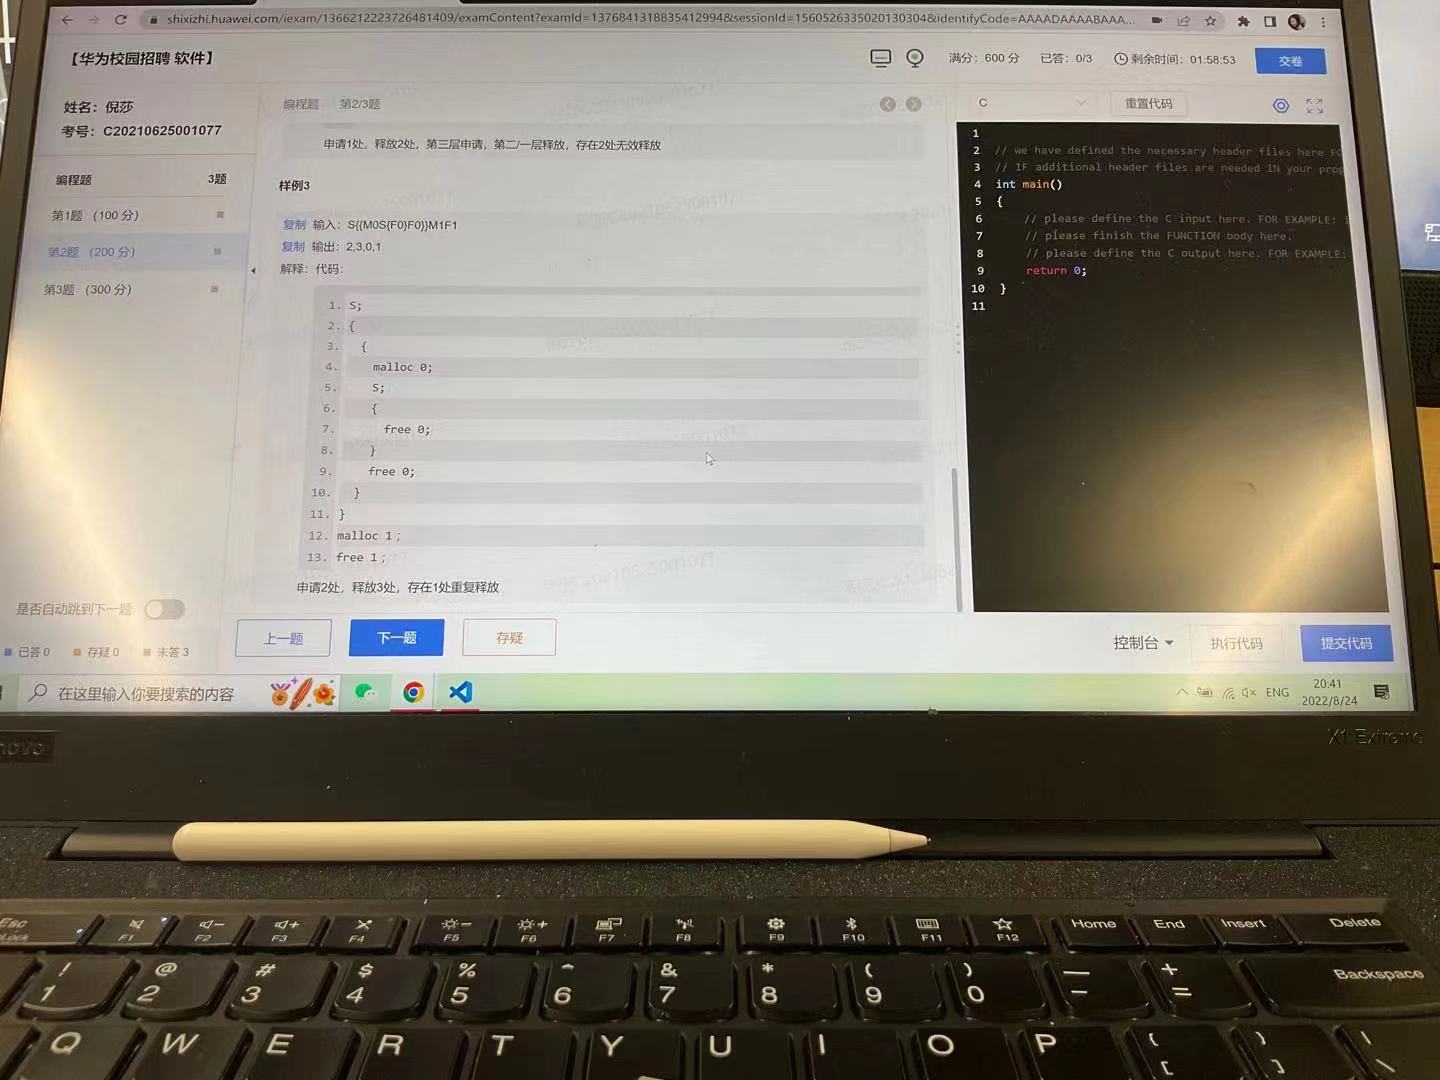 shixizhi.huawei.com/iexam/1366212223726481409/examContent?examId=1376841318835412994&sessionId=1560526335020130304&identifyCode=AAAADAAAABAAA...
【华为校园招聘 软件】
满分：600 分
已答：0/3
剩余时间：01:58:53
交卷
姓名：倪莎
考号：C20210625001077
编程题 3题
第1题 (100 分)
第2题 (200 分)
第3题 (300 分)
是否自动跳到下一题
已答 0 存疑 0 未答 3
编程题 第2/3题
申请1处，释放2处，第三层申请，第二/一层释放，存在2处无效释放
样例3
复制 输入：S{{M0S{F0}F0}}M1F1
复制 输出：2,3,0,1
解释：代码：
1. S;
2. {
3. {
4. malloc 0;
5. S;
6. {
7. free 0;
8. }
9. free 0;
10. }
11. }
12. malloc 1 ;
13. free 1 ;
申请2处，释放3处，存在1处重复释放
上一题 下一题 存疑
C 重置代码
1
2 // we have defined the necessary header files here FO
3 // IF additional header files are needed IN your prog
4 int main()
5 {
6 // please define the C input here. FOR EXAMPLE: i
7 // please finish the FUNCTION body here.
8 // please define the C output here. FOR EXAMPLE:
9 return 0;
10 }
11
控制台 执行代码 提交代码
在这里输入你要搜索的内容
ENG
20:41
2022/8/24
X1 Extreme
Esc
F1 F2 F3 F4 F5 F6 F7 F8 F9 F10 F11 F12 Home End Insert Delete
! @ # $ % ^ & * ( ) — +
1 2 3 4 5 6 7 8 9 0 - = Backspace
Q W E R T Y U I O P { }
[ ] \